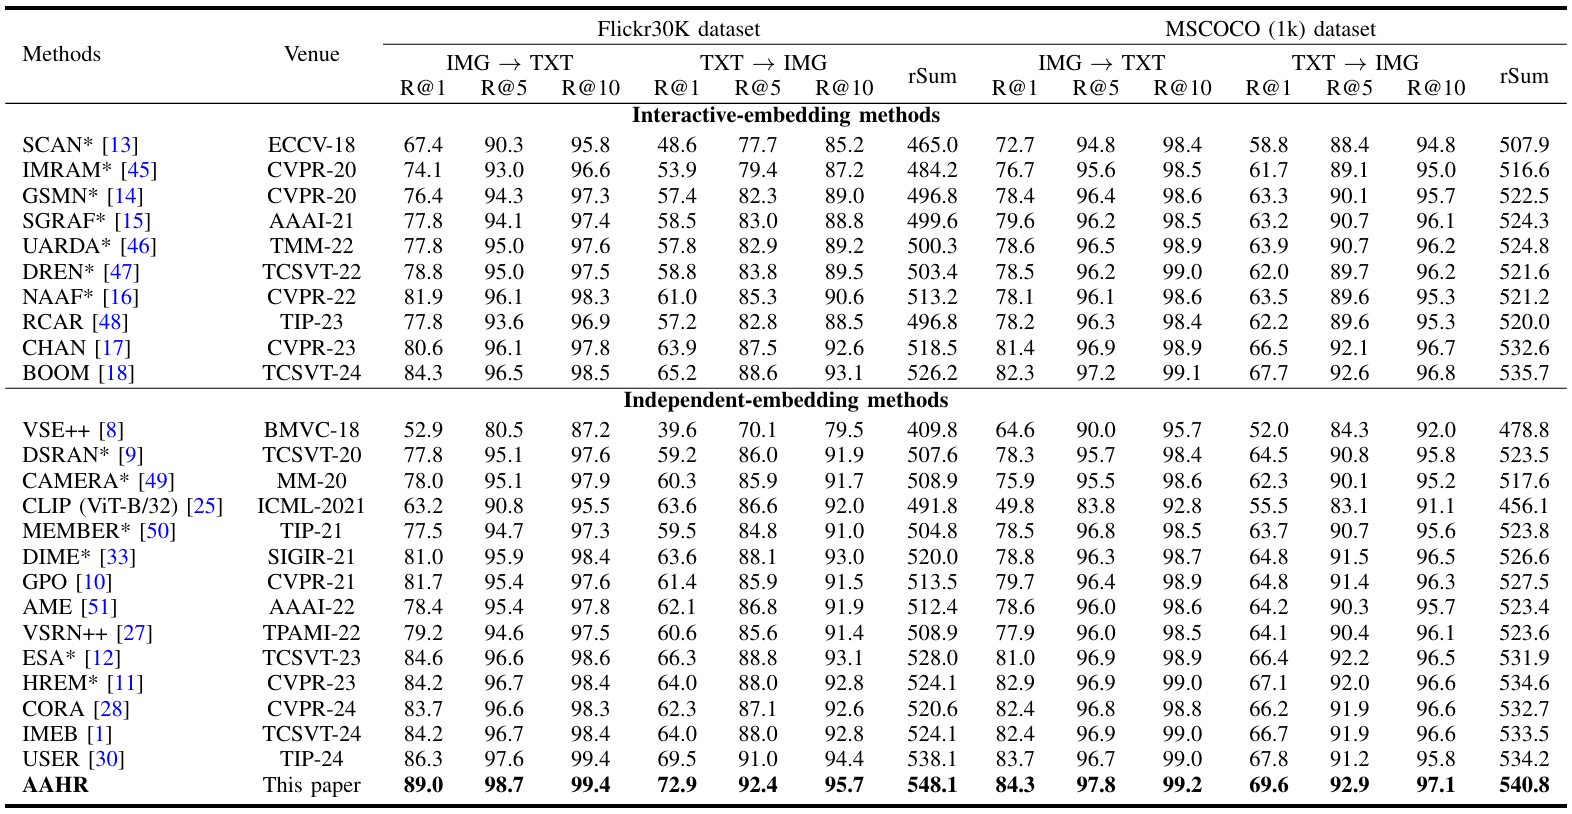 Flickr30K dataset MSCOCO (1k) dataset
Methods Venue IMG → TXT TXT → IMG rSum IMG → TXT TXT → IMG rSum
R@1 R@5 R@10 R@1 R@5 R@10 R@1 R@5 R@10 R@1 R@5 R@10
Interactive-embedding methods
SCAN* [13] ECCV-18 67.4 90.3 95.8 48.6 77.7 85.2 465.0 72.7 94.8 98.4 58.8 88.4 94.8 507.9
IMRAM* [45] CVPR-20 74.1 93.0 96.6 53.9 79.4 87.2 484.2 76.7 95.6 98.5 61.7 89.1 95.0 516.6
GSMN* [14] CVPR-20 76.4 94.3 97.3 57.4 82.3 89.0 496.8 78.4 96.4 98.6 63.3 90.1 95.7 522.5
SGRAF* [15] AAAI-21 77.8 94.1 97.4 58.5 83.0 88.8 499.6 79.6 96.2 98.5 63.2 90.7 96.1 524.3
UARDA* [46] TMM-22 77.8 95.0 97.6 57.8 82.9 89.2 500.3 78.6 96.5 98.9 63.9 90.7 96.2 524.8
DREN* [47] TCSVT-22 78.8 95.0 97.5 58.8 83.8 89.5 503.4 78.5 96.2 99.0 62.0 89.7 96.2 521.6
NAAF* [16] CVPR-22 81.9 96.1 98.3 61.0 85.3 90.6 513.2 78.1 96.1 98.6 63.5 89.6 95.3 521.2
RCAR [48] TIP-23 77.8 93.6 96.9 57.2 82.8 88.5 496.8 78.2 96.3 98.4 62.2 89.6 95.3 520.0
CHAN [17] CVPR-23 80.6 96.1 97.8 63.9 87.5 92.6 518.5 81.4 96.9 98.9 66.5 92.1 96.7 532.6
BOOM [18] TCSVT-24 84.3 96.5 98.5 65.2 88.6 93.1 526.2 82.3 97.2 99.1 67.7 92.6 96.8 535.7
Independent-embedding methods
VSE++ [8] BMVC-18 52.9 80.5 87.2 39.6 70.1 79.5 409.8 64.6 90.0 95.7 52.0 84.3 92.0 478.8
DSRAN* [9] TCSVT-20 77.8 95.1 97.6 59.2 86.0 91.9 507.6 78.3 95.7 98.4 64.5 90.8 95.8 523.5
CAMERA* [49] MM-20 78.0 95.1 97.9 60.3 85.9 91.7 508.9 75.9 95.5 98.6 62.3 90.1 95.2 517.6
CLIP (ViT-B/32) [25] ICML-2021 63.2 90.8 95.5 63.6 86.6 92.0 491.8 49.8 83.8 92.8 55.5 83.1 91.1 456.1
MEMBER* [50] TIP-21 77.5 94.7 97.3 59.5 84.8 91.0 504.8 78.5 96.8 98.5 63.7 90.7 95.6 523.8
DIME* [33] SIGIR-21 81.0 95.9 98.4 63.6 88.1 93.0 520.0 78.8 96.3 98.7 64.8 91.5 96.5 526.6
GPO [10] CVPR-21 81.7 95.4 97.6 61.4 85.9 91.5 513.5 79.7 96.4 98.9 64.8 91.4 96.3 527.5
AME [51] AAAI-22 78.4 95.4 97.8 62.1 86.8 91.9 512.4 78.6 96.0 98.6 64.2 90.3 95.7 523.4
VSRN++ [27] TPAMI-22 79.2 94.6 97.5 60.6 85.6 91.4 508.9 77.9 96.0 98.5 64.1 90.4 96.1 523.6
ESA* [12] TCSVT-23 84.6 96.6 98.6 66.3 88.8 93.1 528.0 81.0 96.9 98.9 66.4 92.2 96.5 531.9
HREM* [11] CVPR-23 84.2 96.7 98.4 64.0 88.0 92.8 524.1 82.9 96.9 99.0 67.1 92.0 96.6 534.6
CORA [28] CVPR-24 83.7 96.6 98.3 62.3 87.1 92.6 520.6 82.4 96.8 98.8 66.2 91.9 96.6 532.7
IMEB [1] TCSVT-24 84.2 96.7 98.4 64.0 88.0 92.8 524.1 82.4 96.9 99.0 66.7 91.9 96.6 533.5
USER [30] TIP-24 86.3 97.6 99.4 69.5 91.0 94.4 538.1 83.7 96.7 99.0 67.8 91.2 95.8 534.2
AAHR This paper 89.0 98.7 99.4 72.9 92.4 95.7 548.1 84.3 97.8 99.2 69.6 92.9 97.1 540.8